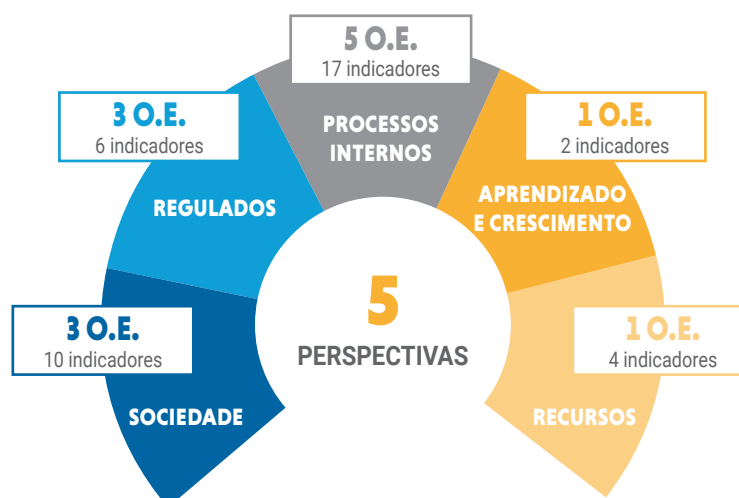 5 O.E.
17 indicadores
PROCESSOS
INTERNOS
3 O.E.
6 indicadores
REGULADOS
1 O.E.
2 indicadores
APRENDIZADO
E CRESCIMENTO
3 O.E.
10 indicadores
SOCIEDADE
5
PERSPECTIVAS
1 O.E.
4 indicadores
RECURSOS